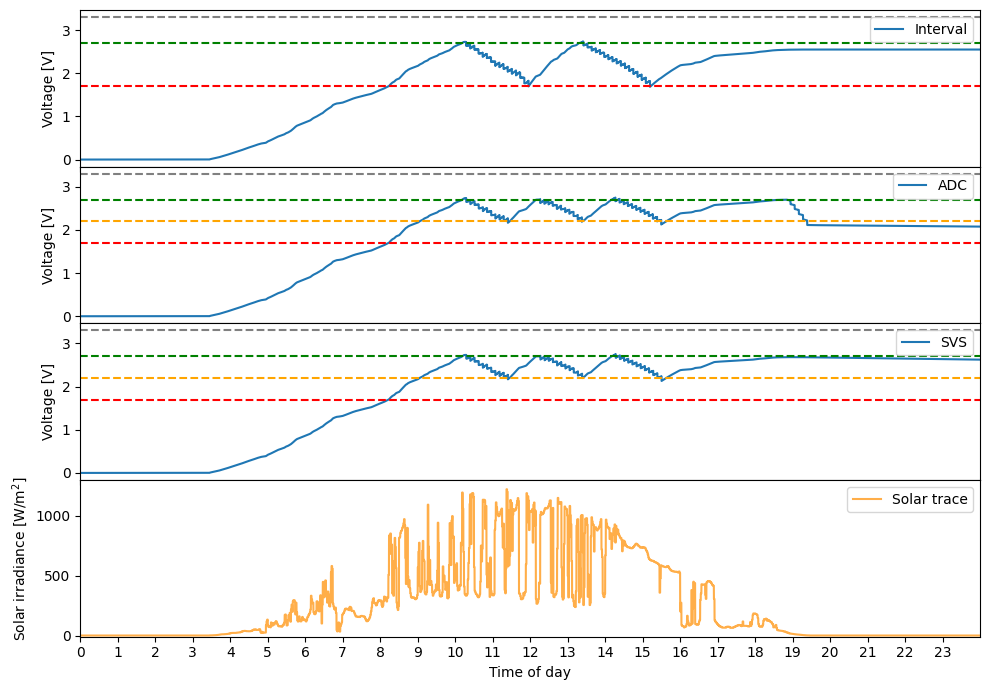 Voltage [V]
3
2
1
0
Interval
Voltage [V]
3
2
1
0
ADC
Voltage [V]
3
2
1
0
SVS
Solar irradiance [W/m²]
1000
500
0
Solar trace
0 1 2 3 4 5 6 7 8 9 10 11 12 13 14 15 16 17 18 19 20 21 22 23
Time of day